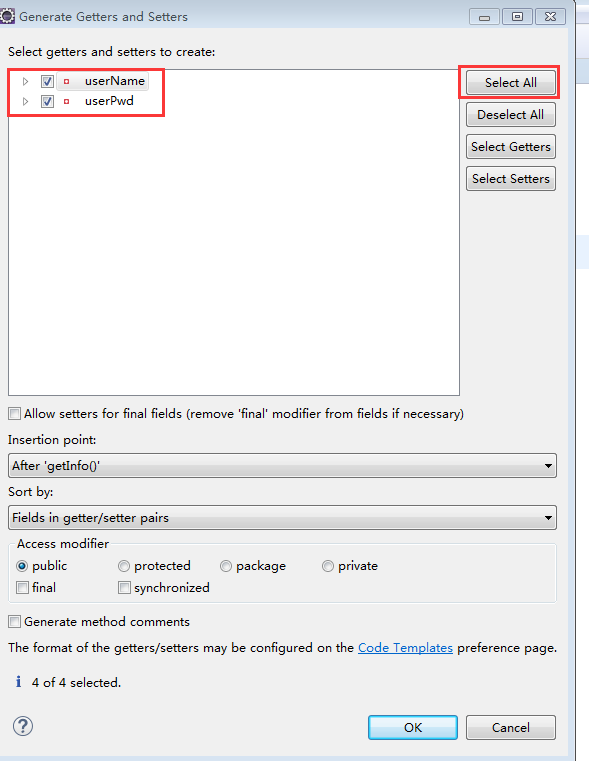 Generate Getters and Setters
Select getters and setters to create:
userName
userPwd
Select All
Deselect All
Select Getters
Select Setters
Allow setters for final fields (remove 'final' modifier from fields if necessary)
Insertion point:
After 'getInfo()'
Sort by:
Fields in getter/setter pairs
Access modifier
public protected package private
final synchronized
Generate method comments
The format of the getters/setters may be configured on the Code Templates preference page.
i 4 of 4 selected.
? OK Cancel